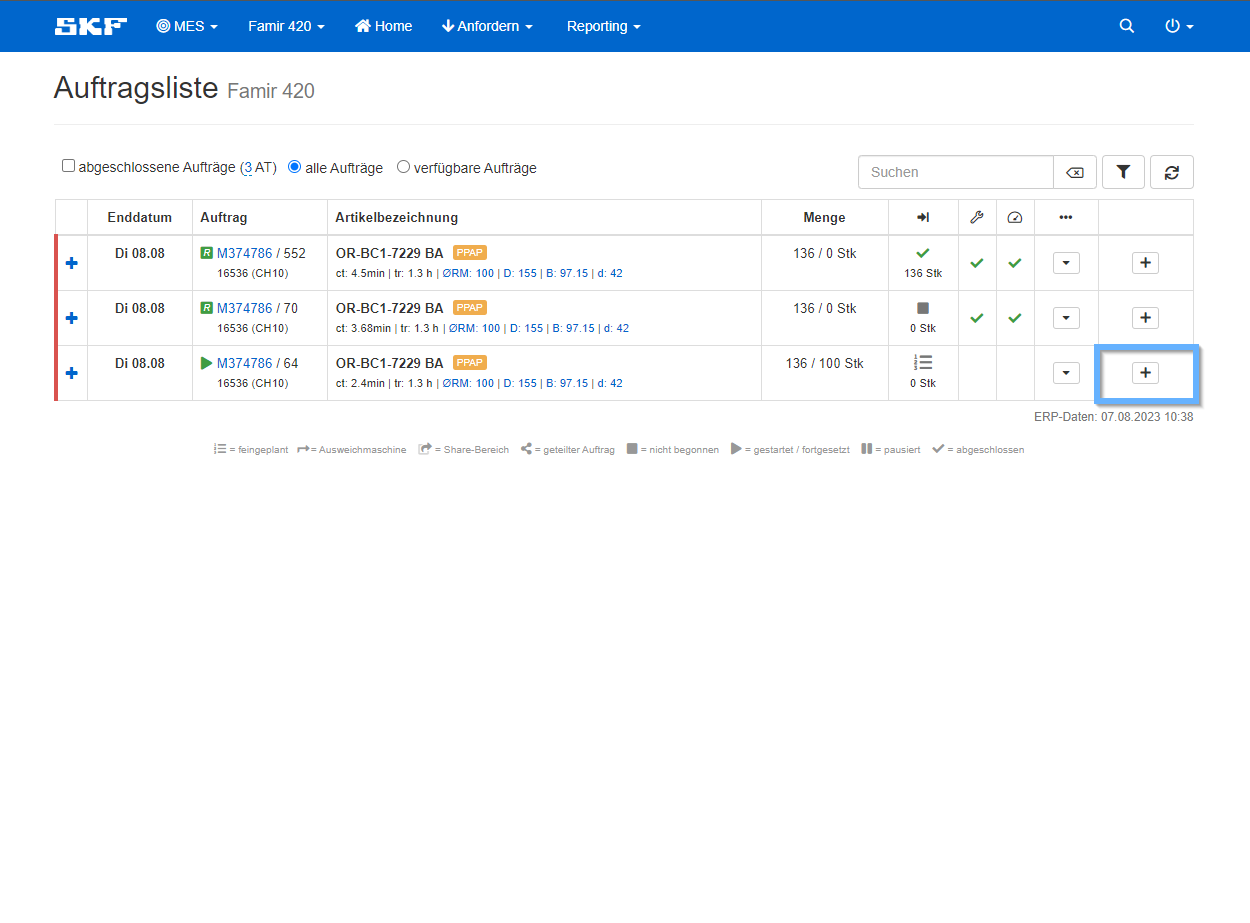 SKF MES Famir 420 Home Anfordern Reporting
Auftragsliste Famir 420
abgeschlossene Aufträge (3 AT) alle Aufträge verfügbare Aufträge Suchen
Enddatum Auftrag Artikelbezeichnung Menge
Di 08.08 R M374786 / 552 OR-BC1-7229 BA PPAP 136 / 0 Stk
16536 (CH10) ct: 4.5min | tr: 1.3 h | ØRM: 100 | D: 155 | B: 97.15 | d: 42 136 Stk
Di 08.08 R M374786 / 70 OR-BC1-7229 BA PPAP 136 / 0 Stk
16536 (CH10) ct: 3.68min | tr: 1.3 h | ØRM: 100 | D: 155 | B: 97.15 | d: 42 0 Stk
Di 08.08 M374786 / 64 OR-BC1-7229 BA PPAP 136 / 100 Stk
16536 (CH10) ct: 2.4min | tr: 1.3 h | ØRM: 100 | D: 155 | B: 97.15 | d: 42 0 Stk
ERP-Daten: 07.08.2023 10:38
= feingeplant = Ausweichmaschine = Share-Bereich = geteilter Auftrag = nicht begonnen = gestartet / fortgesetzt = pausiert = abgeschlossen